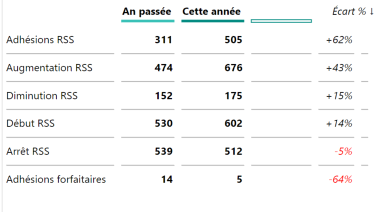 An passée Cette année Écart % ↓
Adhésions RSS 311 505 +62%
Augmentation RSS 474 676 +43%
Diminution RSS 152 175 +15%
Début RSS 530 602 +14%
Arrêt RSS 539 512 -5%
Adhésions forfaitaires 14 5 -64%